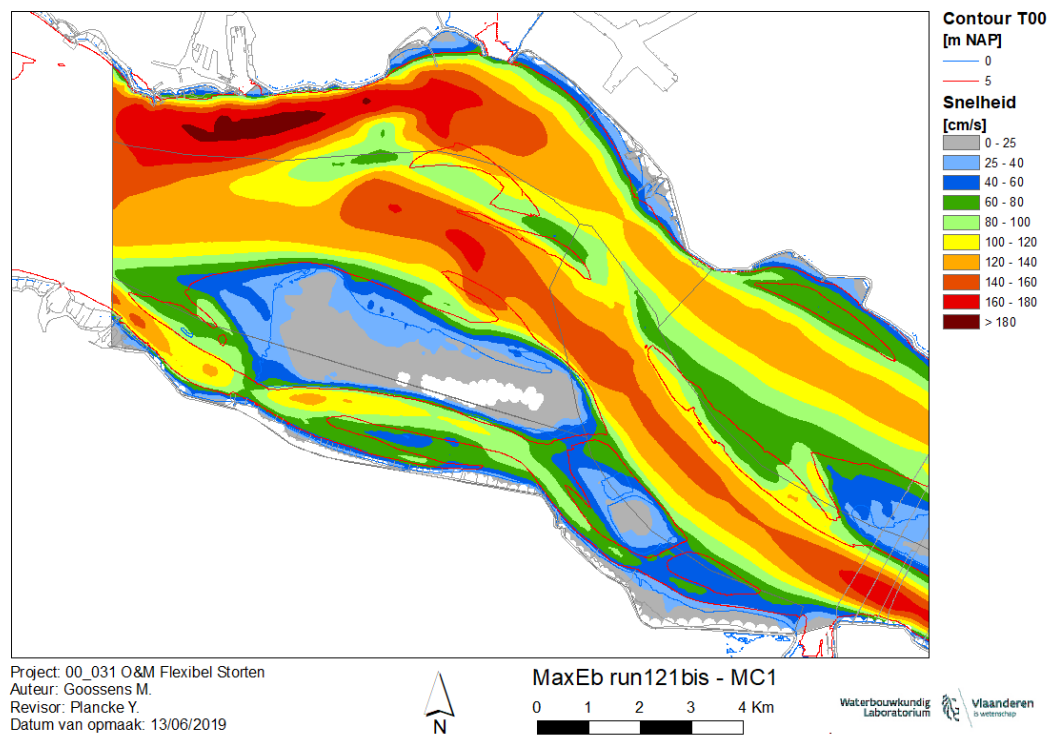 Contour T00
[m NAP]
0
5
Snelheid
[cm/s]
0 - 25
25 - 40
40 - 60
60 - 80
80 - 100
100 - 120
120 - 140
140 - 160
160 - 180
> 180
Project: 00_031 O&M Flexibel Storten
Auteur: Goossens M.
Revisor: Plancke Y.
Datum van opmaak: 13/06/2019
N
MaxEb run121bis - MC1
0 1 2 3 4 Km
Waterbouwkundig
Laboratorium
Vlaanderen
is wetenschap